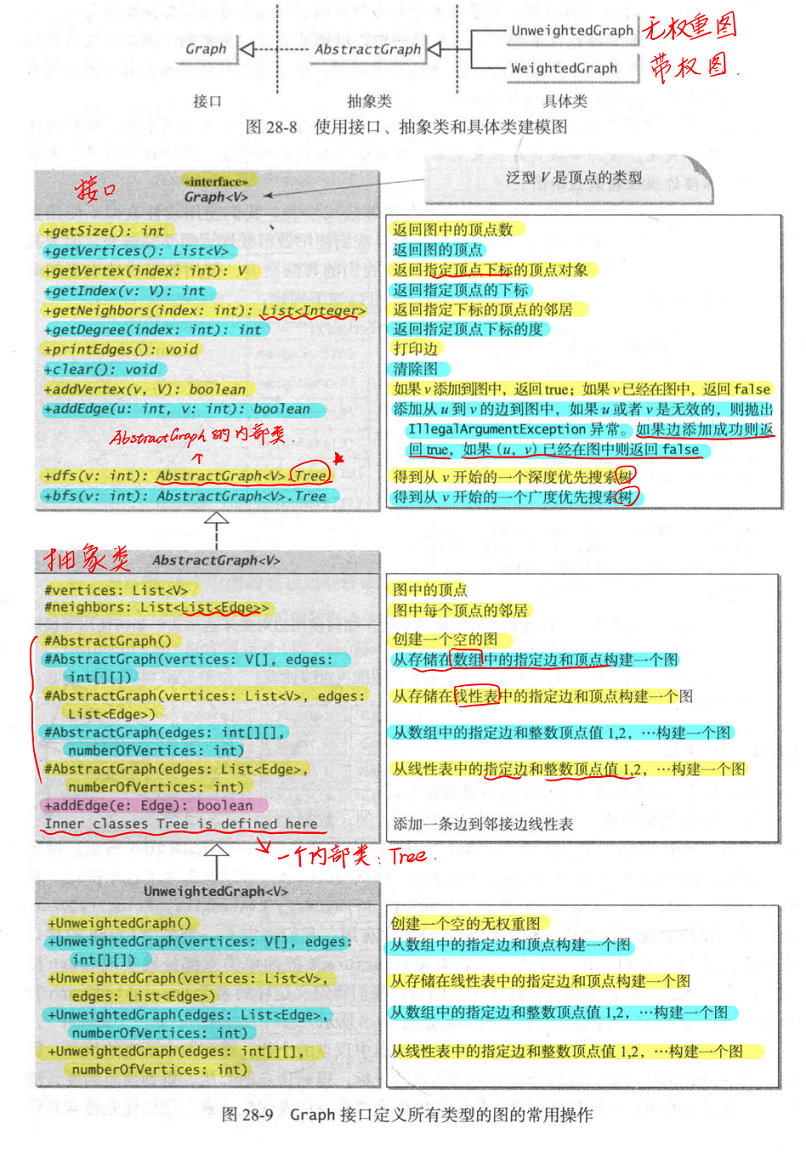 Graph
AbstractGraph
UnweightedGraph 无权重图
WeightedGraph 带权图.
接口 抽象类 具体类
图 28-8 使用接口、抽象类和具体类建模图
接口
«interface»
Graph<V>
泛型 V 是顶点的类型
+getSize(): int 返回图中的顶点数
+getVertices(): List<V> 返回图的顶点
+getVertex(index: int): V 返回指定顶点下标的顶点对象
+getIndex(v: V): int 返回指定顶点的下标
+getNeighbors(index: int): List<Integer> 返回指定下标的顶点的邻居
+getDegree(index: int): int 返回指定顶点下标的度
+printEdges(): void 打印边
+clear(): void 清除图
+addVertex(v, V): boolean 如果 v 添加到图中，返回 true；如果 v 已经在图中，返回 false
+addEdge(u: int, v: int): boolean 添加从 u 到 v 的边到图中，如果 u 或者 v 是无效的，则抛出
IllegalArgumentException 异常。如果边添加成功则返
回 true，如果 (u, v) 已经在图中则返回 false
AbstractGraph的内部类.
+dfs(v: int): AbstractGraph<V>.Tree 得到从 v 开始的一个深度优先搜索树
+bfs(v: int): AbstractGraph<V>.Tree 得到从 v 开始的一个广度优先搜索树
抽象类 AbstractGraph<V>
#vertices: List<V> 图中的顶点
#neighbors: List<List<Edge>> 图中每个顶点的邻居
#AbstractGraph() 创建一个空的图
#AbstractGraph(vertices: V[], edges: 从存储在数组中的指定边和顶点构建一个图
int[][])
#AbstractGraph(vertices: List<V>, edges: 从存储在线性表中的指定边和顶点构建一个图
List<Edge>)
#AbstractGraph(edges: int[][], 从数组中的指定边和整数顶点值 1,2，…构建一个图
numberOfVertices: int)
#AbstractGraph(edges: List<Edge>, 从线性表中的指定边和整数顶点值 1,2，…构建一个图
numberOfVertices: int)
+addEdge(e: Edge): boolean
Inner classes Tree is defined here 添加一条边到邻接边线性表
一个内部类: Tree.
UnweightedGraph<V>
+UnweightedGraph() 创建一个空的无权重图
+UnweightedGraph(vertices: V[], edges: 从数组中的指定边和顶点构建一个图
int[][])
+UnweightedGraph(vertices: List<V>, 从存储在线性表中的指定边和顶点构建一个图
edges: List<Edge>)
+UnweightedGraph(edges: List<Edge>, 从数组中的指定边和整数顶点值 1,2，…构建一个图
numberOfVertices: int)
+UnweightedGraph(edges: int[][], 从线性表中的指定边和整数顶点值 1,2，…构建一个图
numberOfVertices: int)
图 28-9 Graph 接口定义所有类型的图的常用操作